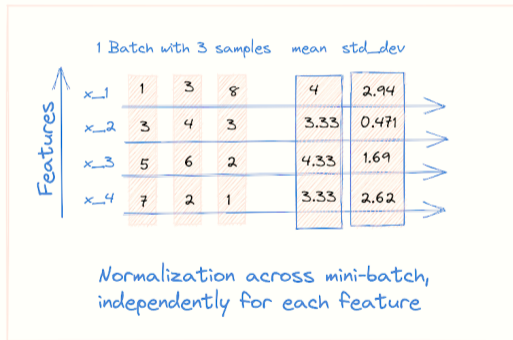 1 Batch with 3 samples mean std_dev
x_1 1 3 8 4 2.94
x_2 3 4 3 3.33 0.471
x_3 5 6 2 4.33 1.69
x_4 7 2 1 3.33 2.62
Features
Normalization across mini-batch,
independently for each feature